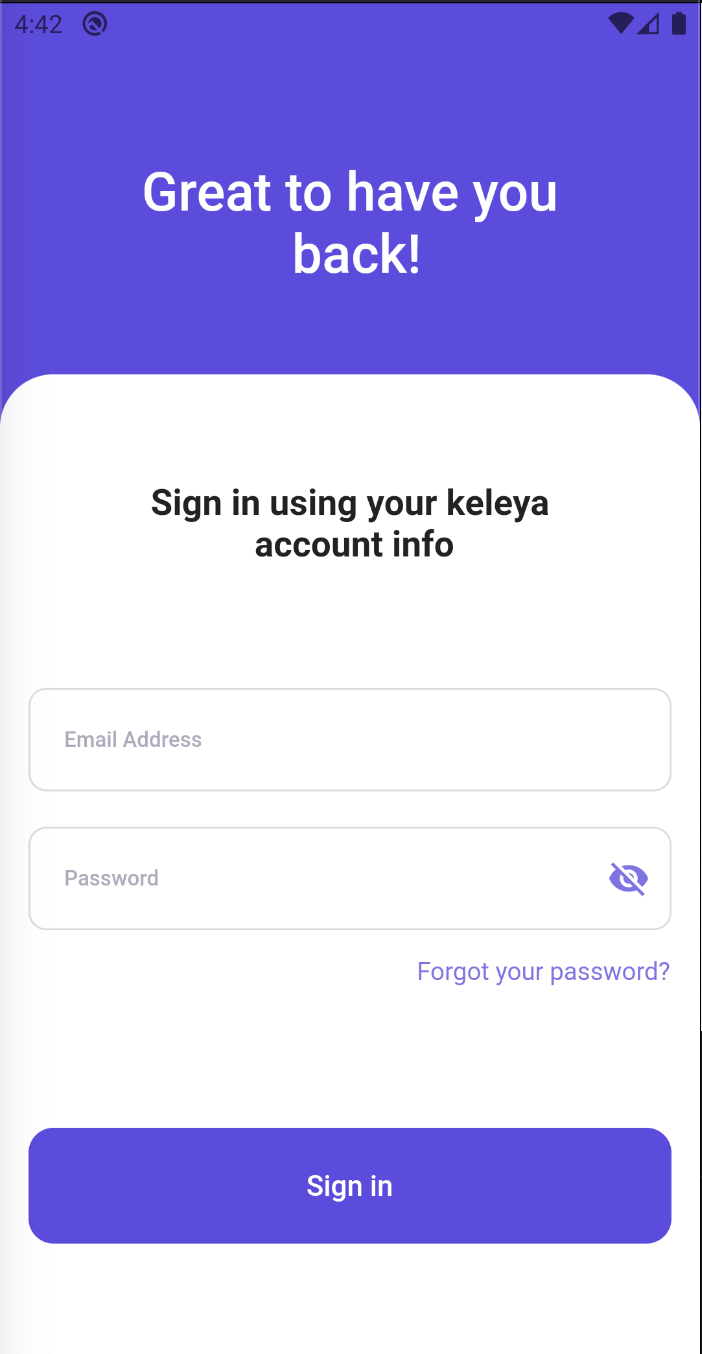 4:42
Great to have you
back!
Sign in using your keleya
account info
Email Address
Password
Forgot your password?
Sign in